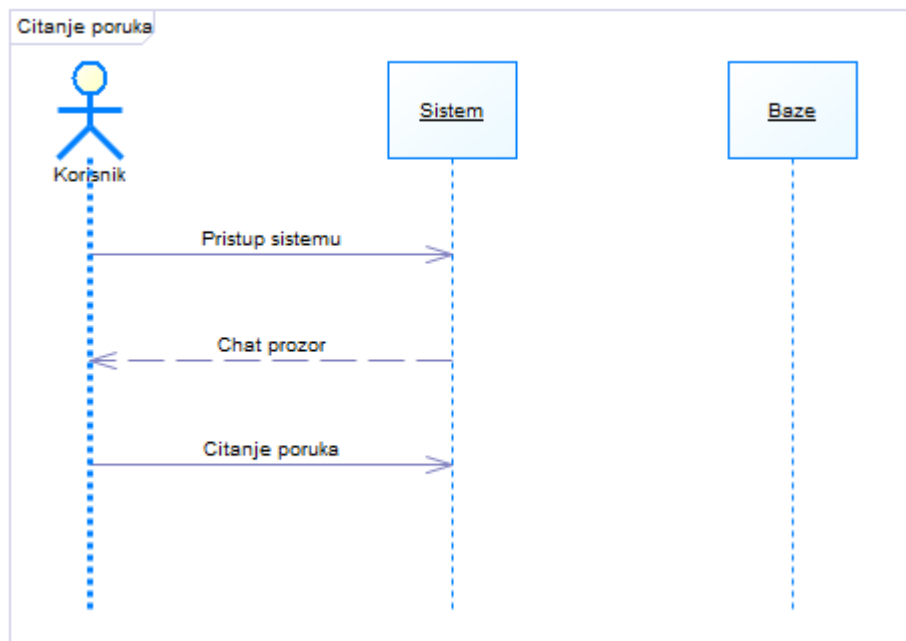 Citanje poruka
Sistem
Baze
Korisnik
Pristup sistemu
Chat prozor
Citanje poruka